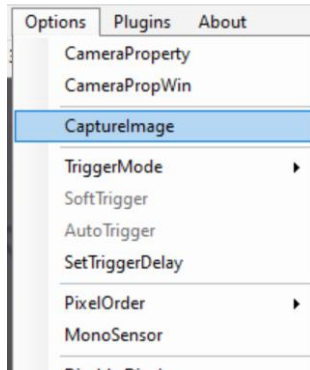 Options Plugins About
CameraProperty
CameraPropWin
CaptureImage
TriggerMode
SoftTrigger
AutoTrigger
SetTriggerDelay
PixelOrder
MonoSensor